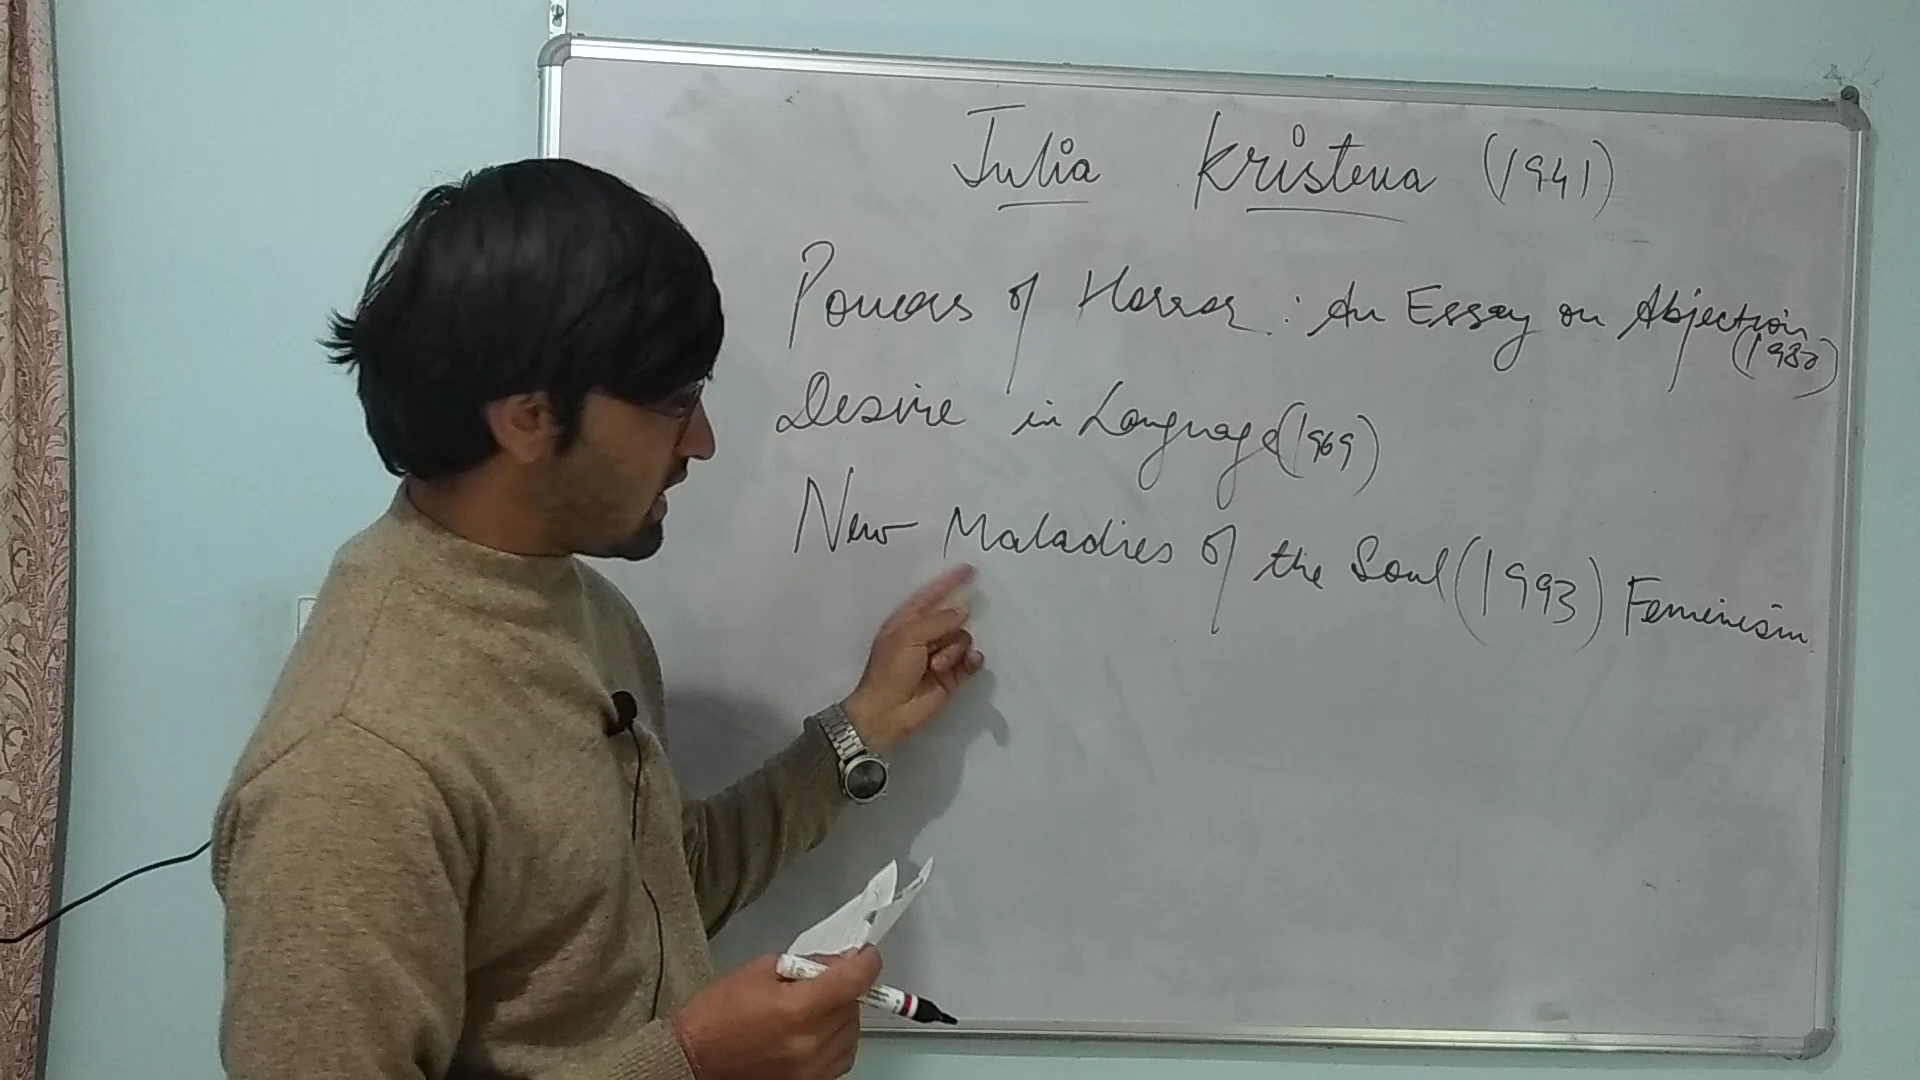 Julia Kristeva (1941)
Powers of Horror : An Essay on Abjection (1980)
Desire in Language (1969)
New Maladies of the Soul (1993) Feminism